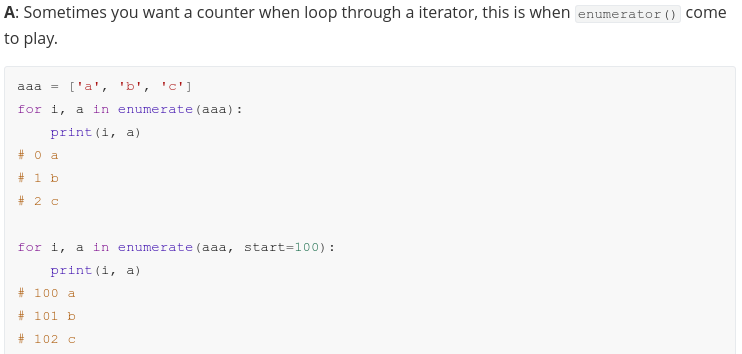 A: Sometimes you want a counter when loop through a iterator, this is when enumerator() come
to play.
aaa = ['a', 'b', 'c']
for i, a in enumerate(aaa):
    print(i, a)
# 0 a
# 1 b
# 2 c
for i, a in enumerate(aaa, start=100):
    print(i, a)
# 100 a
# 101 b
# 102 c